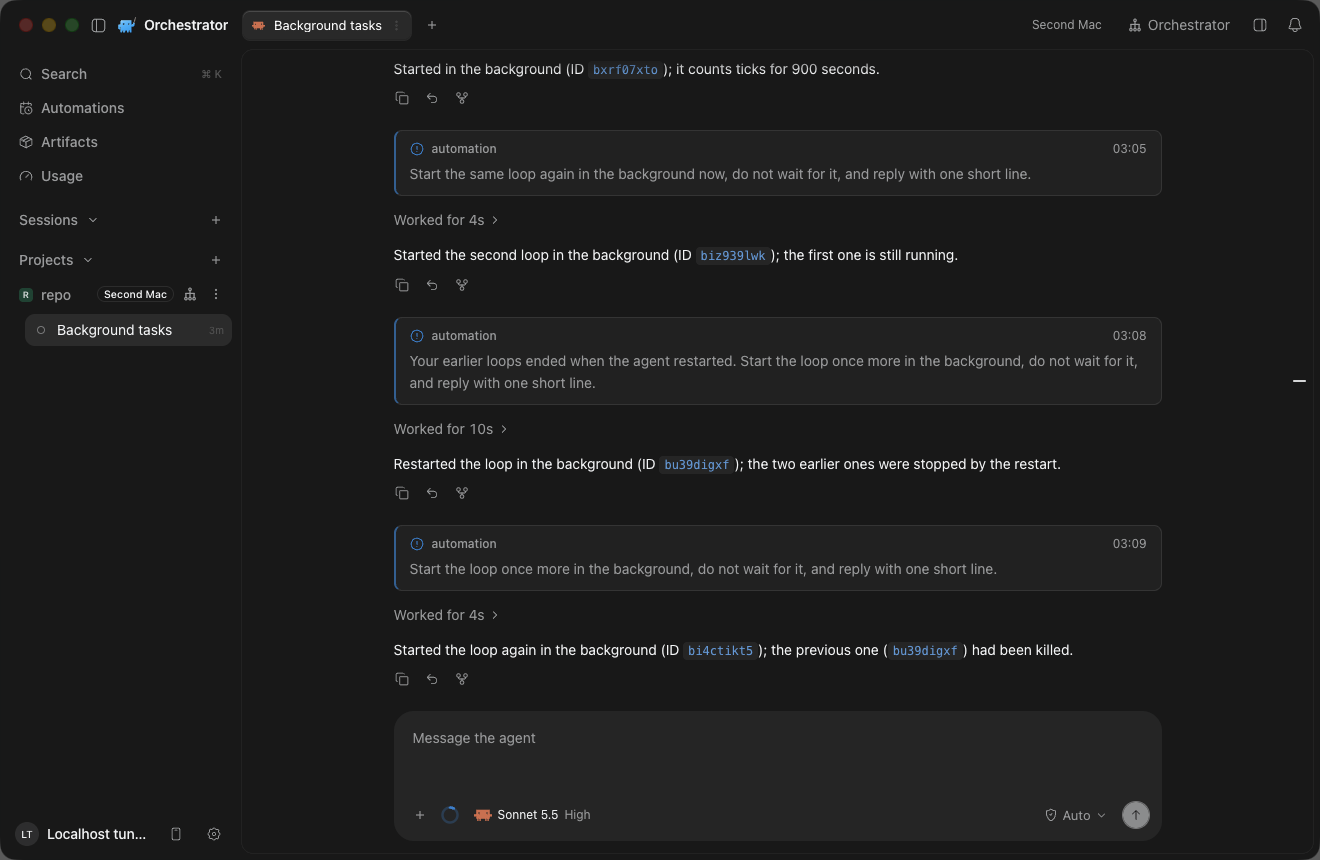 Orchestrator
Background tasks
Second Mac
Orchestrator
Search
⌘ K
Automations
Artifacts
Usage
Sessions
Projects
R
repo
Second Mac
Background tasks
3m
Started in the background (ID bxrf07xto); it counts ticks for 900 seconds.
automation
03:05
Start the same loop again in the background now, do not wait for it, and reply with one short line.
Worked for 4s
Started the second loop in the background (ID biz939lwk); the first one is still running.
automation
03:08
Your earlier loops ended when the agent restarted. Start the loop once more in the background, do not wait for it,
and reply with one short line.
Worked for 10s
Restarted the loop in the background (ID bu39digxf); the two earlier ones were stopped by the restart.
automation
03:09
Start the loop once more in the background, do not wait for it, and reply with one short line.
Worked for 4s
Started the loop again in the background (ID bi4ctikt5); the previous one (bu39digxf) had been killed.
Message the agent
Sonnet 5.5 High
Auto
LT
Localhost tun...